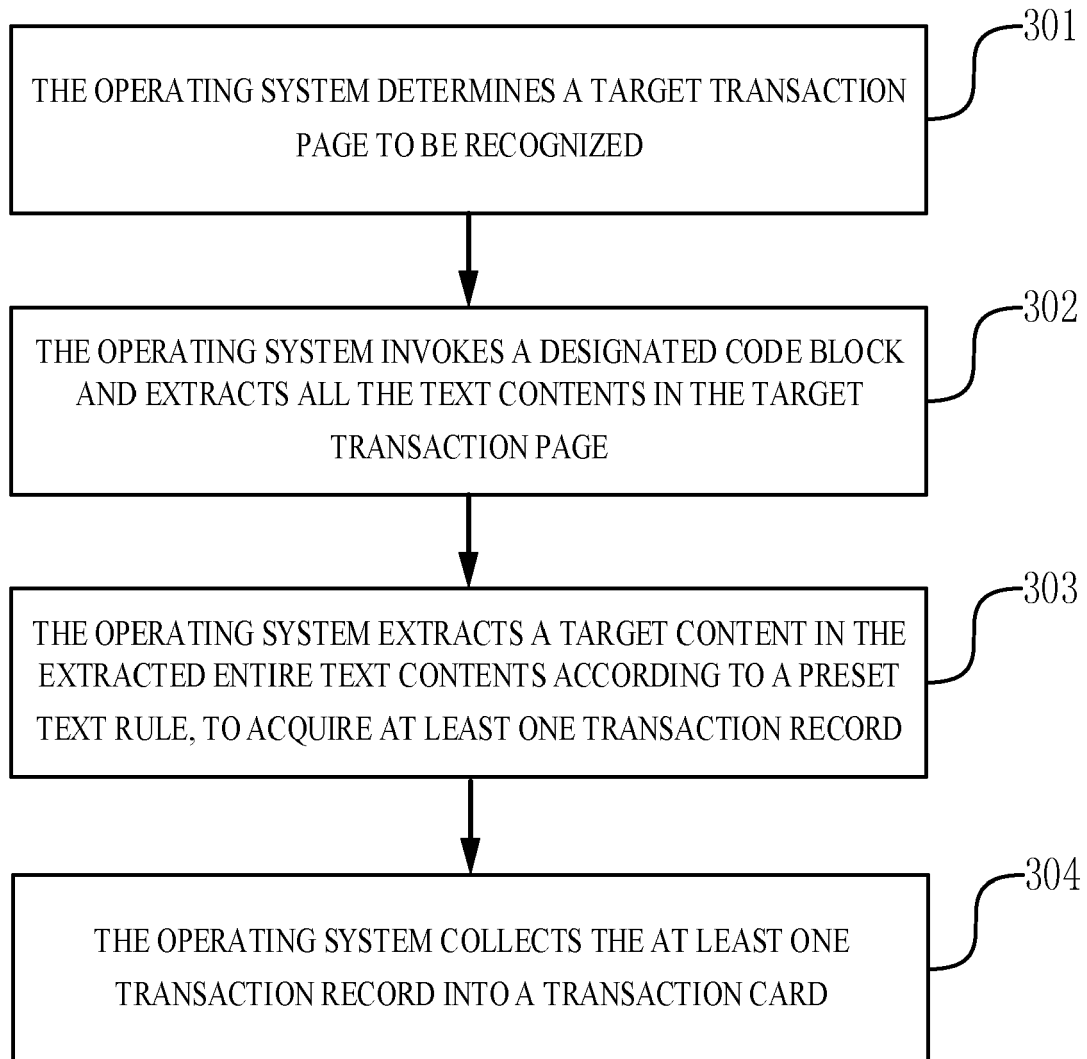 301
THE OPERATING SYSTEM DETERMINES A TARGET TRANSACTION
PAGE TO BE RECOGNIZED
302
THE OPERATING SYSTEM INVOKES A DESIGNATED CODE BLOCK
AND EXTRACTS ALL THE TEXT CONTENTS IN THE TARGET
TRANSACTION PAGE
303
THE OPERATING SYSTEM EXTRACTS A TARGET CONTENT IN THE
EXTRACTED ENTIRE TEXT CONTENTS ACCORDING TO A PRESET
TEXT RULE, TO ACQUIRE AT LEAST ONE TRANSACTION RECORD
304
THE OPERATING SYSTEM COLLECTS THE AT LEAST ONE
TRANSACTION RECORD INTO A TRANSACTION CARD